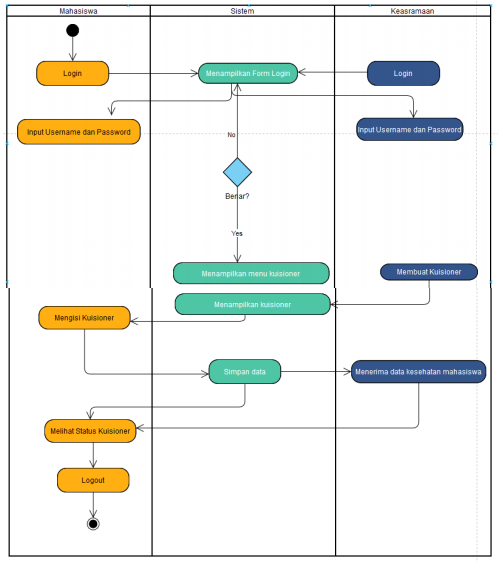 Mahasiswa Sistem Keasramaan
Login Menampilkan Form Login Login
Input Username dan Password Input Username dan Password
No
Benar?
Yes
Menampilkan menu kuisioner Membuat Kuisioner
Menampilkan kuisioner
Mengisi Kuisioner
Simpan data Menerima data kesehatan mahasiswa
Melihat Status Kuisioner
Logout